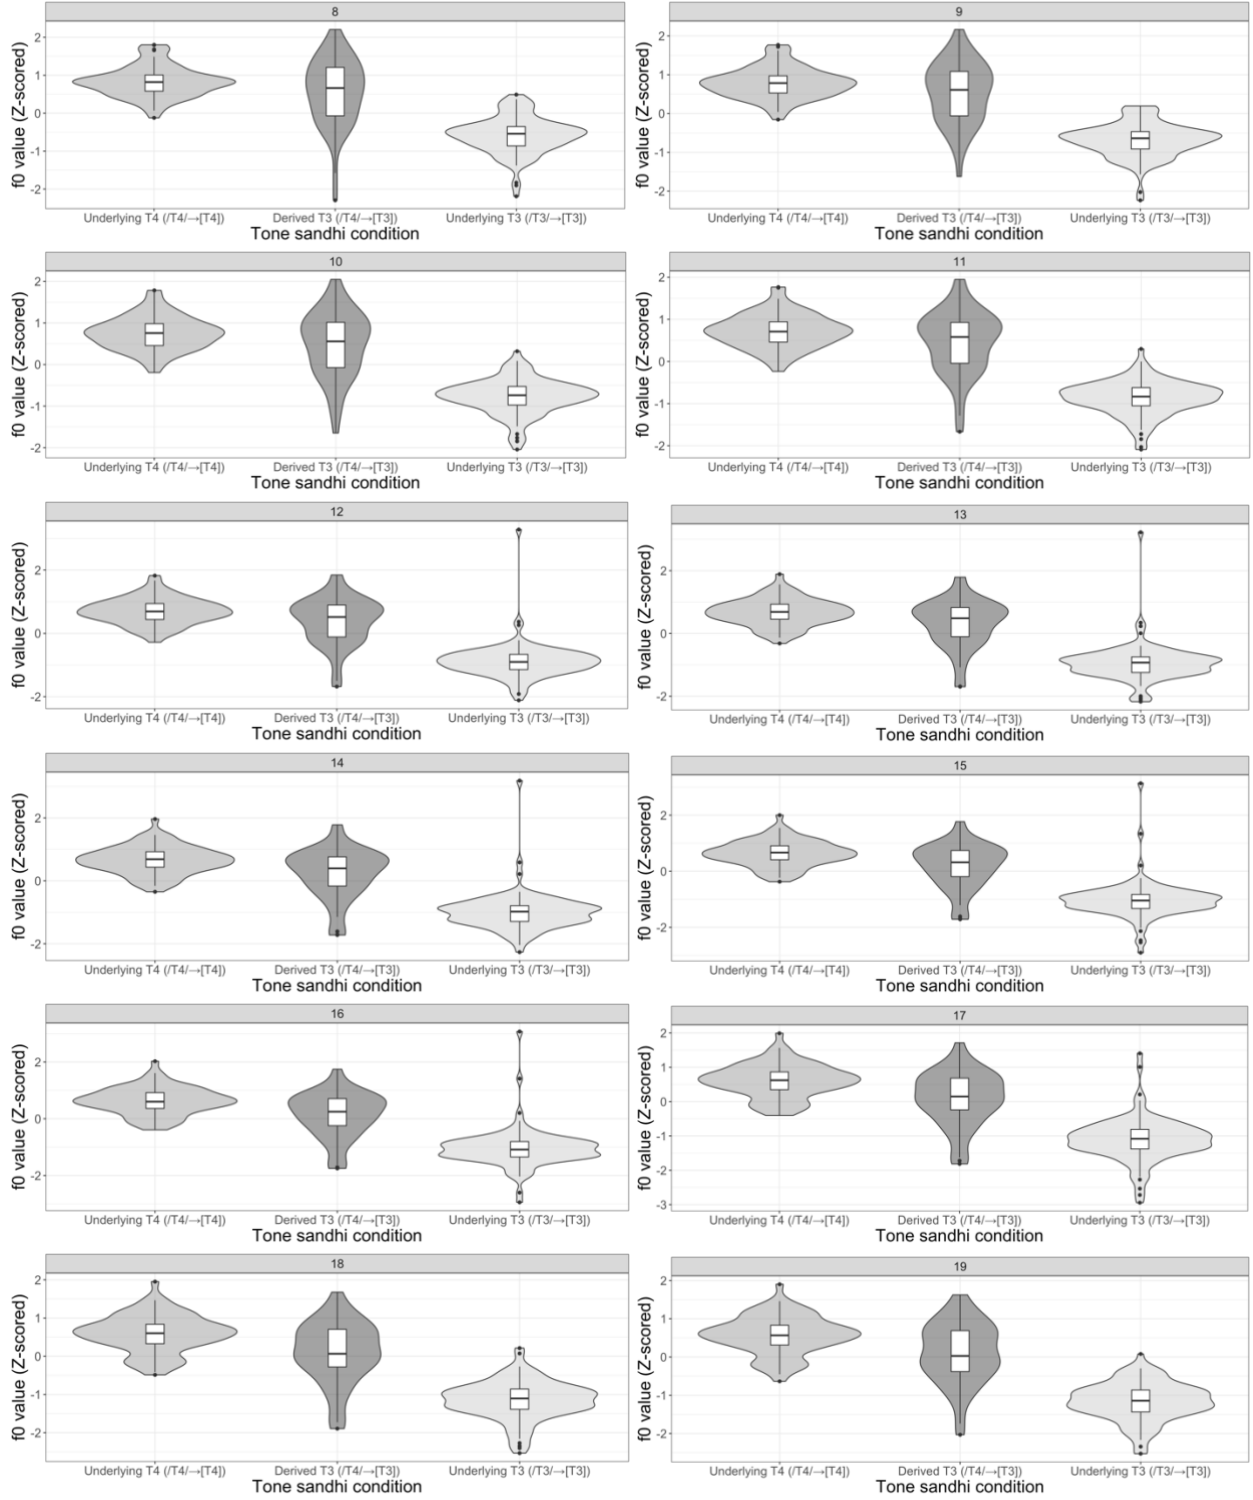 8
f0 value (Z-scored)
2
1
0
-1
-2
Underlying T4 (/T4/→[T4]) Derived T3 (/T4/→[T3]) Underlying T3 (/T3/→[T3])
Tone sandhi condition
9
f0 value (Z-scored)
2
1
0
-1
-2
Underlying T4 (/T4/→[T4]) Derived T3 (/T4/→[T3]) Underlying T3 (/T3/→[T3])
Tone sandhi condition
10
f0 value (Z-scored)
2
1
0
-1
-2
Underlying T4 (/T4/→[T4]) Derived T3 (/T4/→[T3]) Underlying T3 (/T3/→[T3])
Tone sandhi condition
11
f0 value (Z-scored)
2
1
0
-1
-2
Underlying T4 (/T4/→[T4]) Derived T3 (/T4/→[T3]) Underlying T3 (/T3/→[T3])
Tone sandhi condition
12
f0 value (Z-scored)
2
0
-2
Underlying T4 (/T4/→[T4]) Derived T3 (/T4/→[T3]) Underlying T3 (/T3/→[T3])
Tone sandhi condition
13
f0 value (Z-scored)
2
0
-2
Underlying T4 (/T4/→[T4]) Derived T3 (/T4/→[T3]) Underlying T3 (/T3/→[T3])
Tone sandhi condition
14
f0 value (Z-scored)
2
0
-2
Underlying T4 (/T4/→[T4]) Derived T3 (/T4/→[T3]) Underlying T3 (/T3/→[T3])
Tone sandhi condition
15
f0 value (Z-scored)
2
0
-2
Underlying T4 (/T4/→[T4]) Derived T3 (/T4/→[T3]) Underlying T3 (/T3/→[T3])
Tone sandhi condition
16
f0 value (Z-scored)
2
0
-2
Underlying T4 (/T4/→[T4]) Derived T3 (/T4/→[T3]) Underlying T3 (/T3/→[T3])
Tone sandhi condition
17
f0 value (Z-scored)
2
1
0
-1
-2
-3
Underlying T4 (/T4/→[T4]) Derived T3 (/T4/→[T3]) Underlying T3 (/T3/→[T3])
Tone sandhi condition
18
f0 value (Z-scored)
2
1
0
-1
-2
Underlying T4 (/T4/→[T4]) Derived T3 (/T4/→[T3]) Underlying T3 (/T3/→[T3])
Tone sandhi condition
19
f0 value (Z-scored)
2
1
0
-1
-2
Underlying T4 (/T4/→[T4]) Derived T3 (/T4/→[T3]) Underlying T3 (/T3/→[T3])
Tone sandhi condition